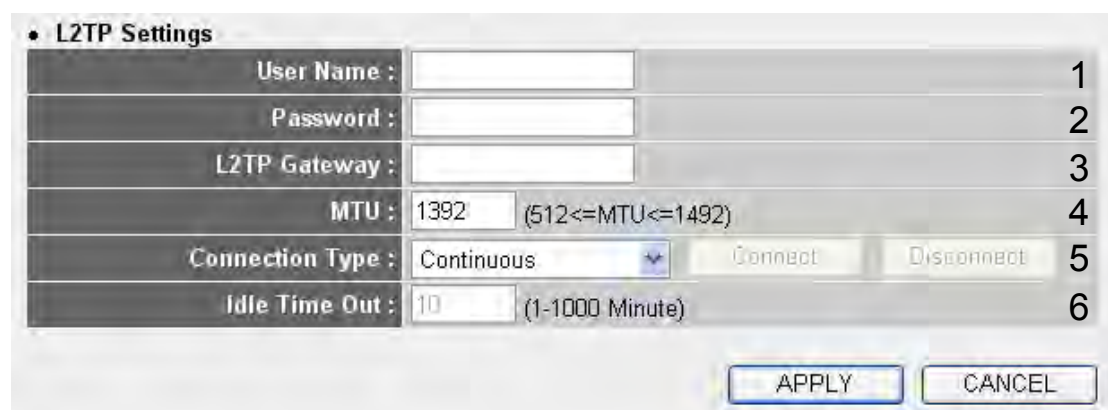 • L2TP Settings
User Name : 1
Password : 2
L2TP Gateway : 3
MTU : 1392 (512<=MTU<=1492) 4
Connection Type : Continuous Connect Disconnect 5
Idle Time Out : 10 (1-1000 Minute) 6
APPLY CANCEL